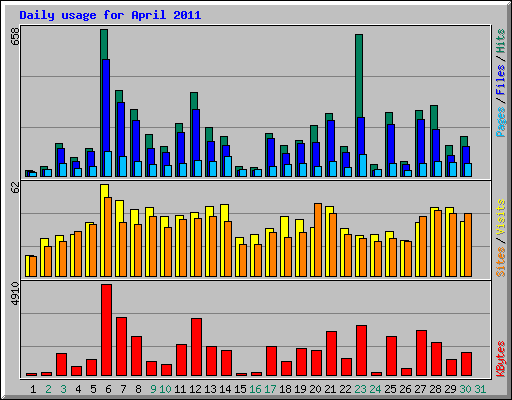 Daily usage for April 2011
658
Pages / Files / Hits
62
Sites / Visits
4910
KBytes
1 2 3 4 5 6 7 8 9 10 11 12 13 14 15 16 17 18 19 20 21 22 23 24 25 26 27 28 29 30 31